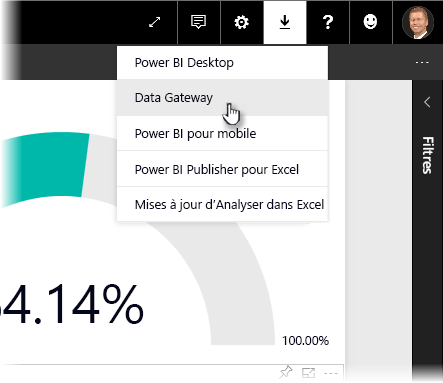 Power BI Desktop
Data Gateway
Power BI pour mobile
Power BI Publisher pour Excel
Mises à jour d'Analyser dans Excel
Filtres
4.14%
100.00%